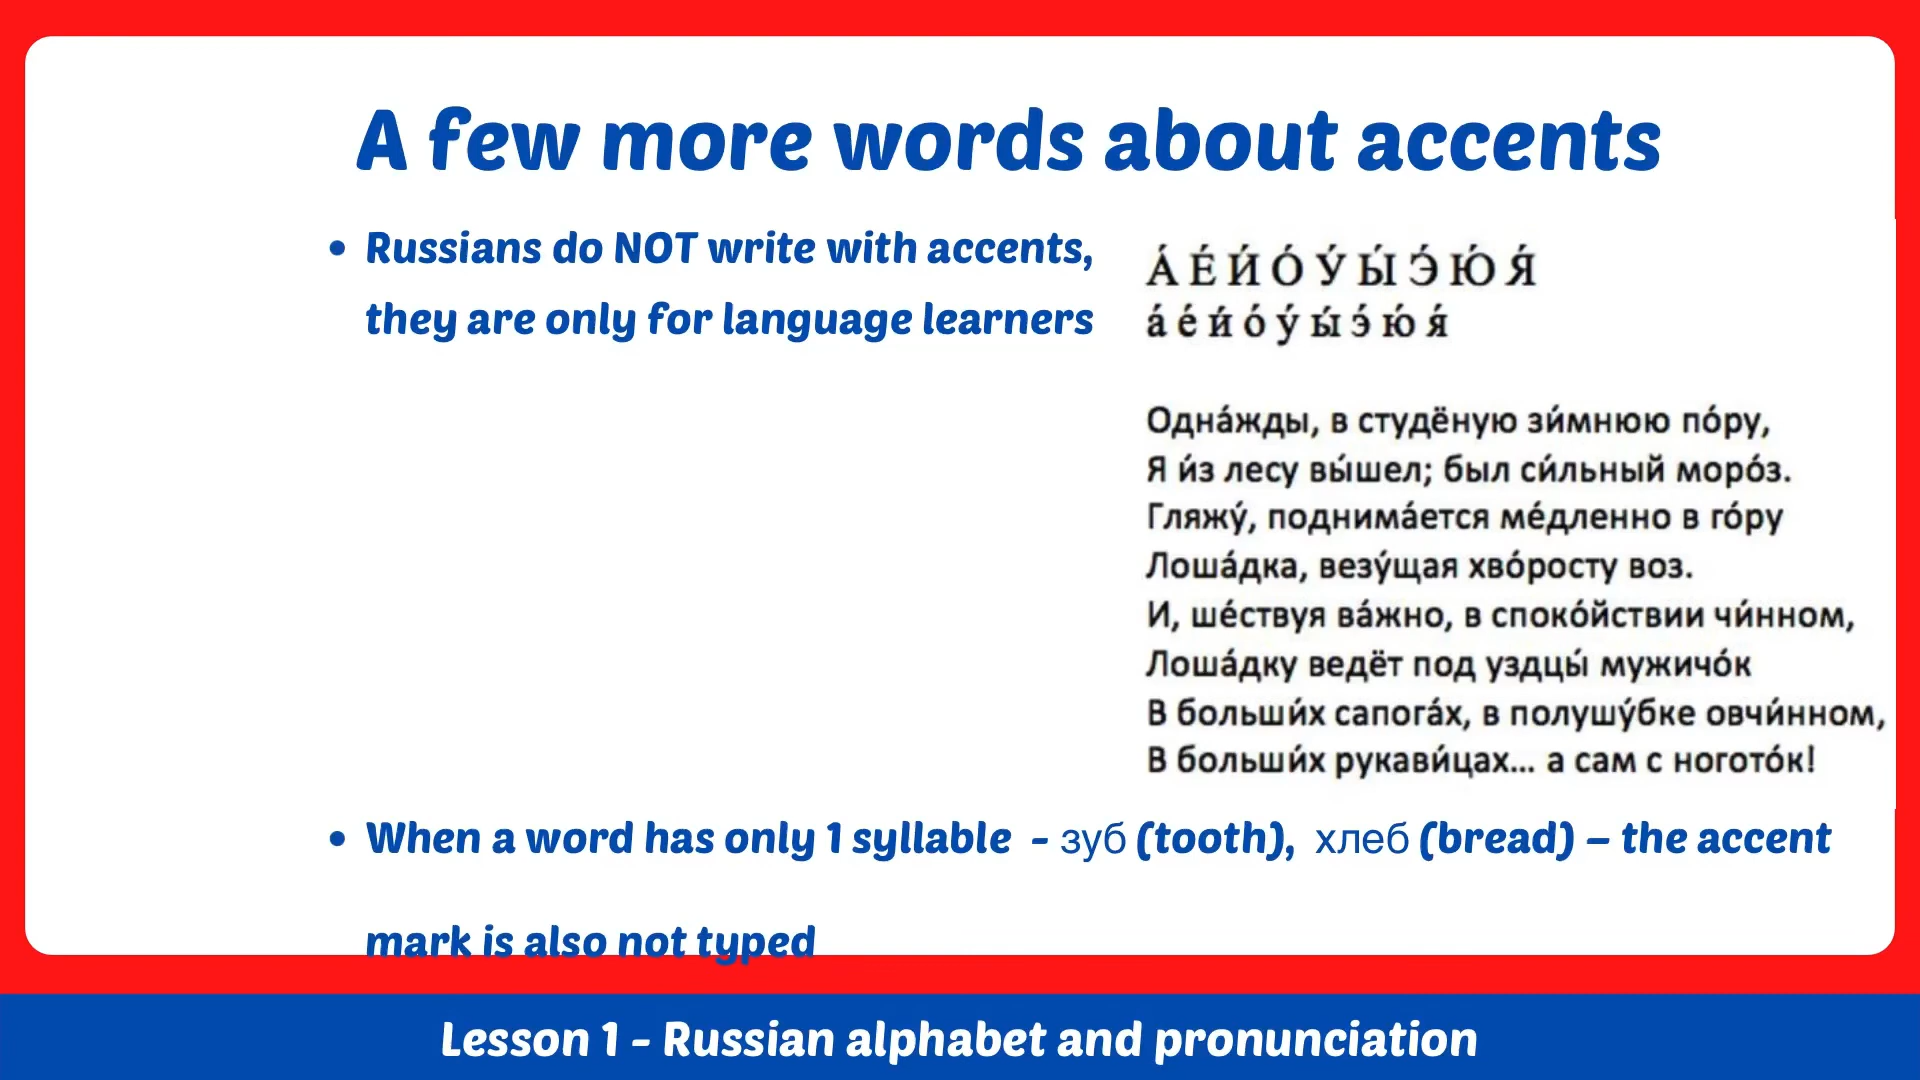 A few more words about accents
• Russians do NOT write with accents,
they are only for language learners
А́ Е́ И́ О́ У́ Ы́ Э́ Ю́ Я́
а́ е́ и́ о́ у́ ы́ э́ ю́ я́
Одна́жды, в студёную зи́мнюю по́ру,
Я и́з лесу вы́шел; был си́льный моро́з.
Гляжу́, поднима́ется ме́дленно в го́ру
Лоша́дка, везу́щая хво́росту воз.
И, ше́ствуя ва́жно, в споко́йствии чи́нном,
Лоша́дку ведёт под уздцы́ мужичо́к
В больши́х сапога́х, в полушу́бке овчи́нном,
В больши́х рукави́цах... а сам с ногото́к!
• When a word has only 1 syllable - зуб (tooth), хлеб (bread) – the accent
mark is also not typed
Lesson 1 - Russian alphabet and pronunciation